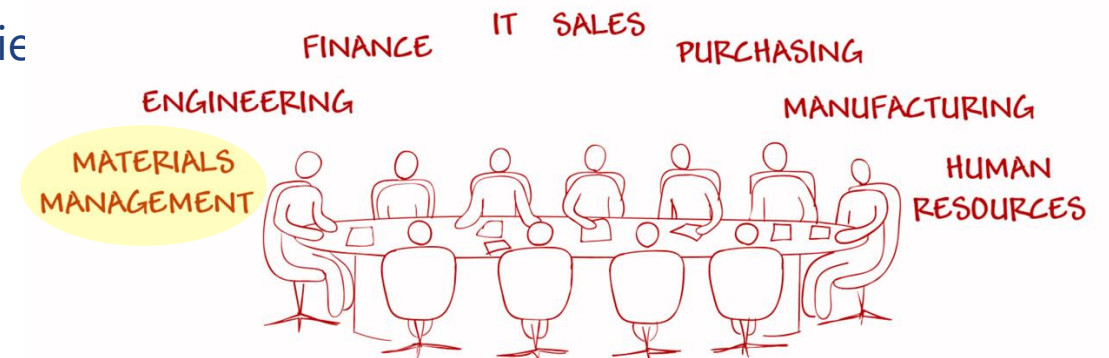 IT SALES
FINANCE
PURCHASING
ENGINEERING
MANUFACTURING
MATERIALS
MANAGEMENT
HUMAN
RESOURCES